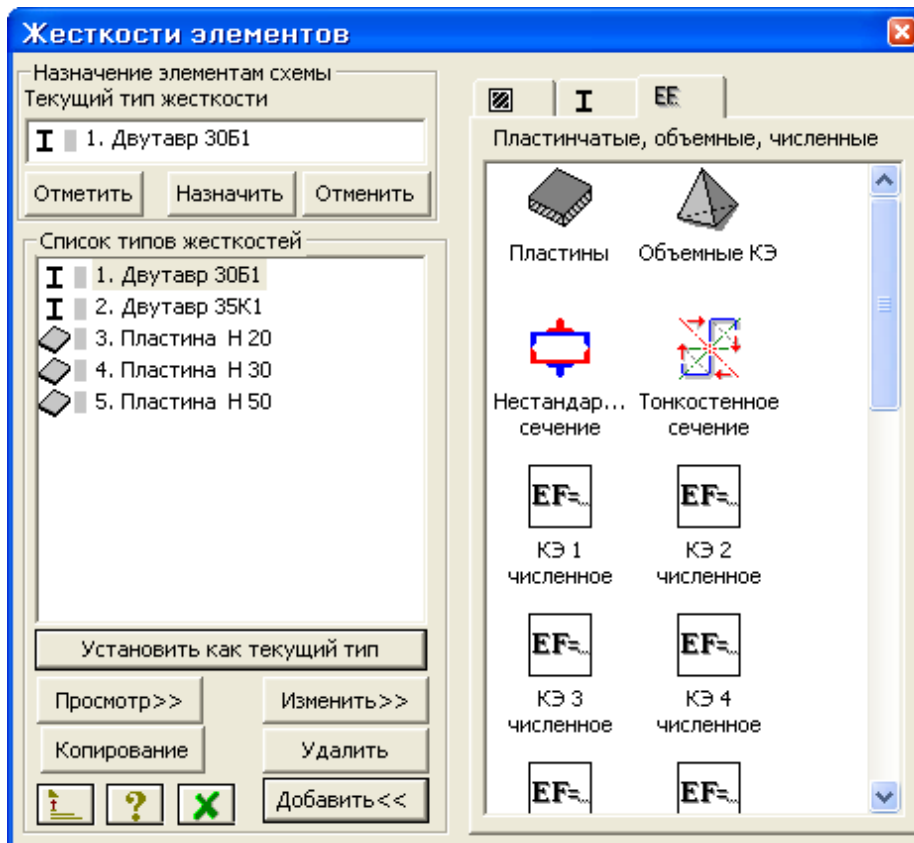 Жесткости элементов
Назначение элементам схемы
Текущий тип жесткости
1. Двутавр 30Б1
Отметить Назначить Отменить
Список типов жесткостей
1. Двутавр 30Б1
2. Двутавр 35К1
3. Пластина Н 20
4. Пластина Н 30
5. Пластина Н 50
Установить как текущий тип
Просмотр>> Изменить>>
Копирование Удалить
Добавить<<
EE
Пластинчатые, объемные, численные
Пластины Объемные КЭ
Нестандар... Тонкостенное
сечение сечение
EF=... EF=...
КЭ 1 КЭ 2
численное численное
EF=... EF=...
КЭ 3 КЭ 4
численное численное
EF=... EF=...